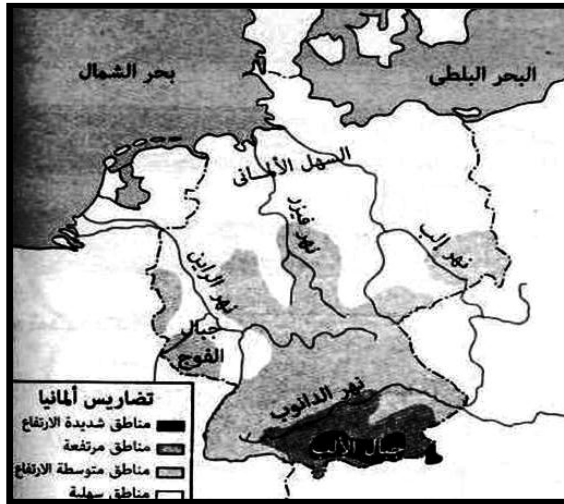 بحر الشمال
البحر البلطى
السهل الألمانى
نهر فيزر
نهر الب
نهر الراين
جبال
الفوج
نهر الدانوب
جبال الألب
تضاريس ألمانيا
مناطق شديدة الارتفاع
مناطق مرتفعة
مناطق متوسطة الارتفاع
مناطق سهلية